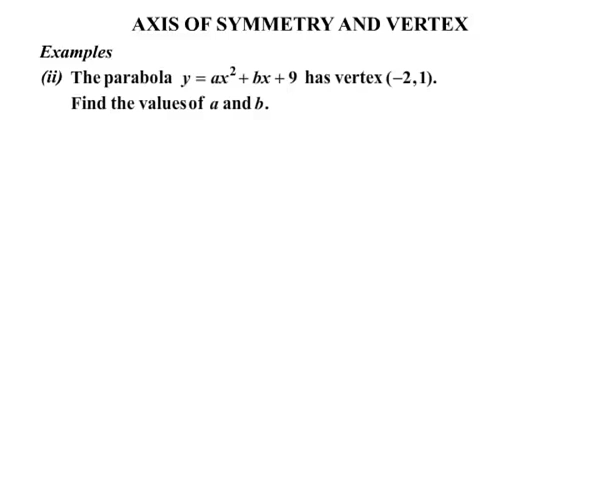 AXIS OF SYMMETRY AND VERTEX
Examples
(ii) The parabola y = ax² + bx + 9 has vertex (−2,1).
Find the values of a and b.